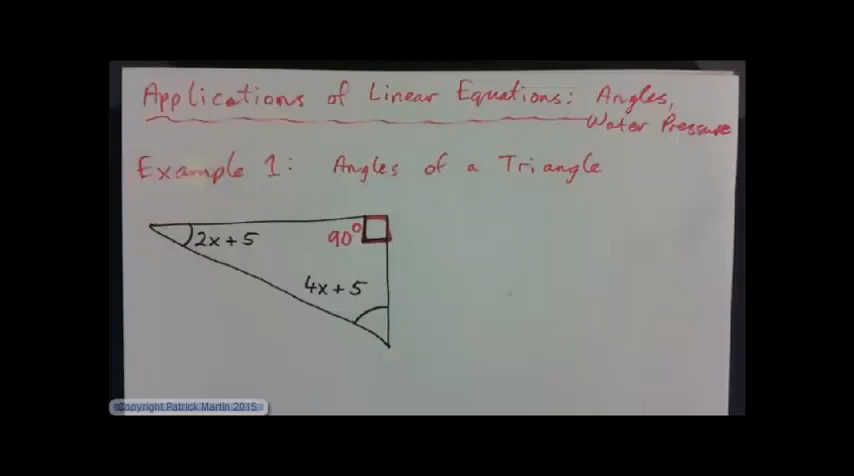 Applications of Linear Equations: Angles,
Water Pressure
Example 1: Angles of a Triangle
2x+5
90°
4x+5
Copyright Patrick Martin 2015.